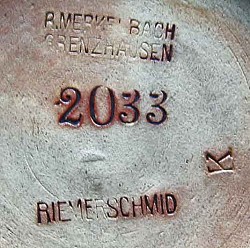 R.MERKELBACH
GRENZHAUSEN
2033
K
RIEMERSCHMID